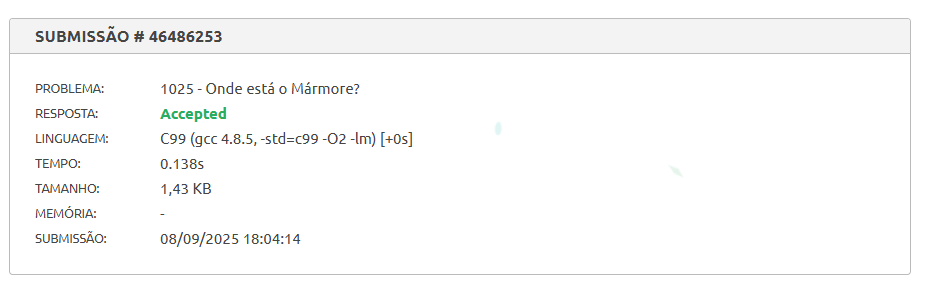 SUBMISSÃO # 46486253
PROBLEMA: 1025 - Onde está o Mármore?
RESPOSTA: Accepted
LINGUAGEM: C99 (gcc 4.8.5, -std=c99 -O2 -lm) [+0s]
TEMPO: 0.138s
TAMANHO: 1,43 KB
MEMÓRIA: -
SUBMISSÃO: 08/09/2025 18:04:14